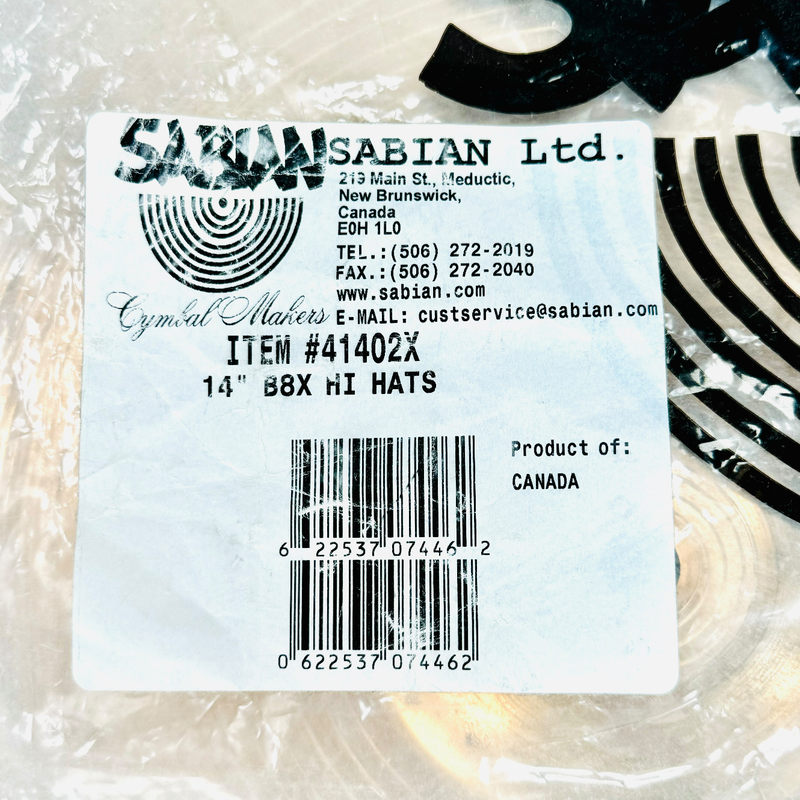 SABIAN
SABIAN Ltd.
219 Main St., Meductic,
New Brunswick,
Canada
E0H 1L0
TEL.:(506) 272-2019
FAX.:(506) 272-2040
www.sabian.com
E-MAIL: custservice@sabian.com
Cymbal Makers
ITEM #41402X
14" B8X HI HATS
Product of:
CANADA
6 22537 07446 2
0 622537 074462